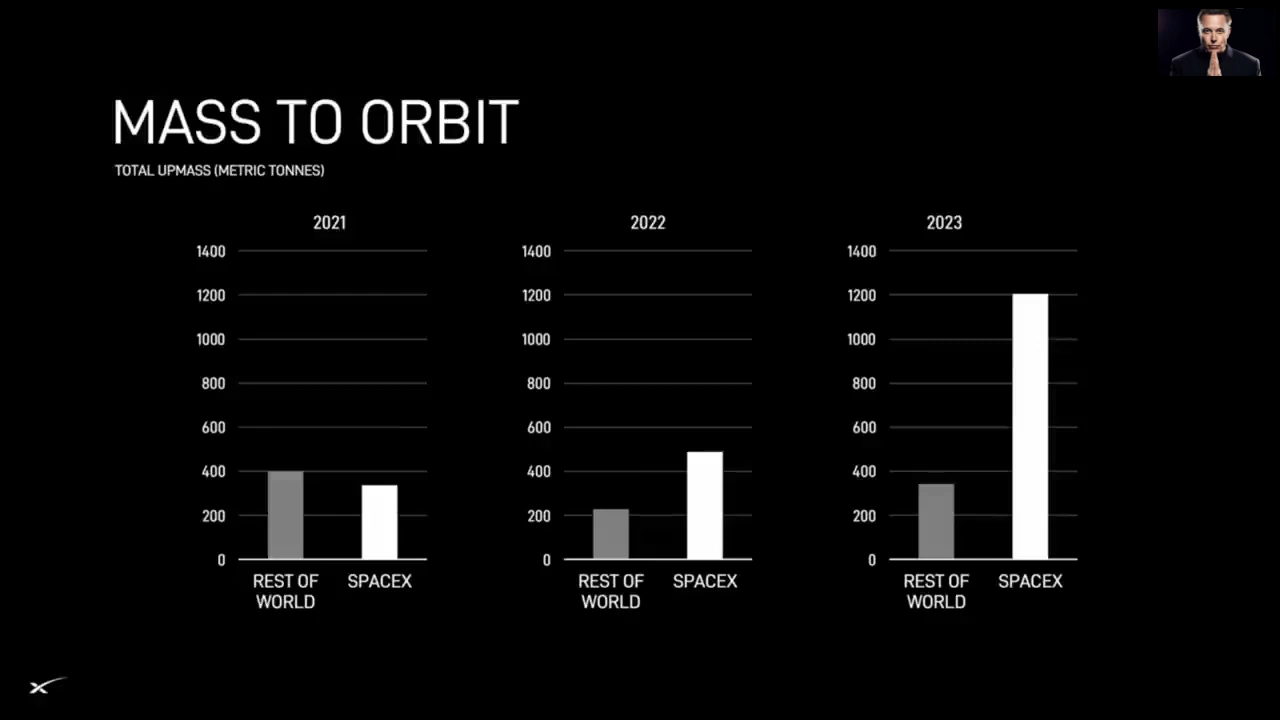 MASS TO ORBIT
TOTAL UPMASS (METRIC TONNES)
2021
1400
1200
1000
800
600
400
200
0
REST OF
WORLD
SPACEX
2022
1400
1200
1000
800
600
400
200
0
REST OF
WORLD
SPACEX
2023
1400
1200
1000
800
600
400
200
0
REST OF
WORLD
SPACEX